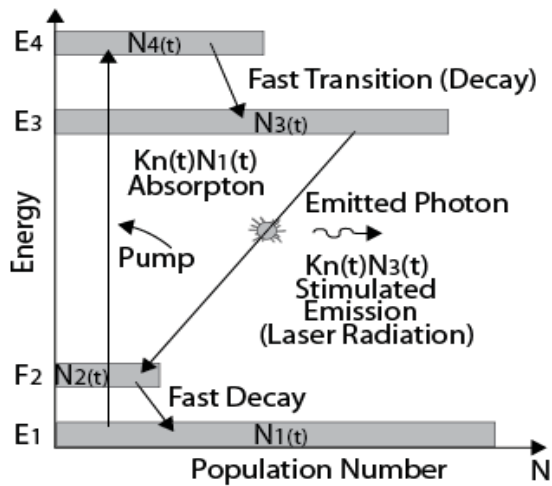 E4
N4(t)
Fast Transition (Decay)
E3
N3(t)
Kn(t)N1(t)
Absorpton
Energy
Emitted Photon
Pump
Kn(t)N3(t)
Stimulated
Emission
(Laser Radiation)
F2
N2(t)
Fast Decay
E1
N1(t)
Population Number
N